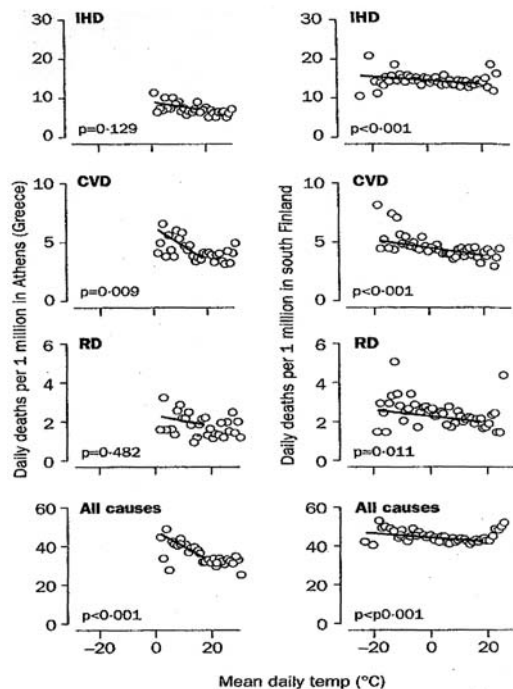 IHD
30
20
10
0
p=0·129
CVD
10
5
0
p=0·009
RD
6
4
2
0
p=0·482
All causes
60
40
20
0
p<0·001
-20
0
20
Daily deaths per 1 million in Athens (Greece)
IHD
30
20
10
0
p<0·001
CVD
10
5
0
p<0·001
RD
6
4
2
0
p=0·011
All causes
60
40
20
0
p<p0·001
-20
0
20
Daily deaths per 1 million in south Finland
Mean daily temp (°C)